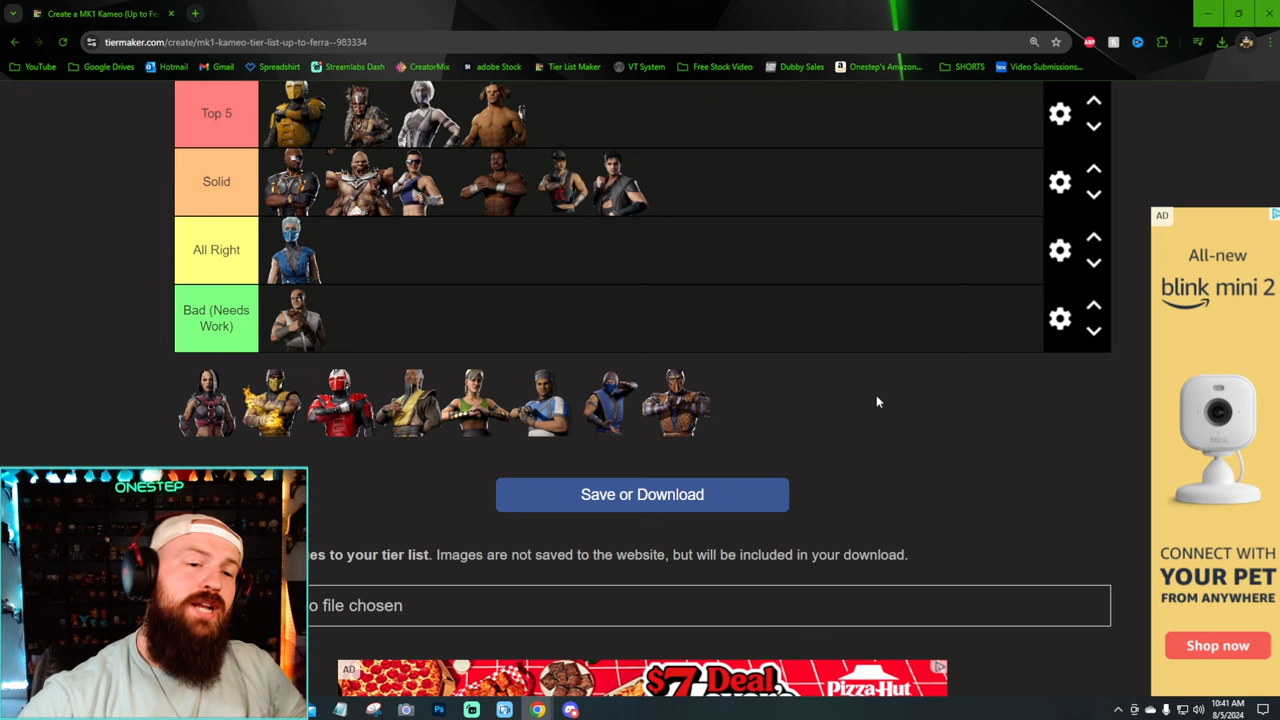 Create a MK1 Kameo (Up to Fe
tiermaker.com/create/mk1-kameo-tier-list-up-to-ferra--983334
YouTube
Google Drives
Hotmail
Gmail
Spreadshirt
Streamlabs Dash
CreatorMix
adobe Stock
Tier List Maker
VT System
Free Stock Video
Dubby Sales
Onestep's Amazon...
SHORTS
Video Submissions...
Top 5
Solid
All Right
Bad (Needs
Work)
Save or Download
es to your tier list. Images are not saved to the website, but will be included in your download.
o file chosen
ONESTEP
AD
All-new
blink mini 2
CONNECT WITH
YOUR PET
FROM ANYWHERE
Shop now
AD
$7 Deal
Pizza Hut
10:41 AM
8/5/2024